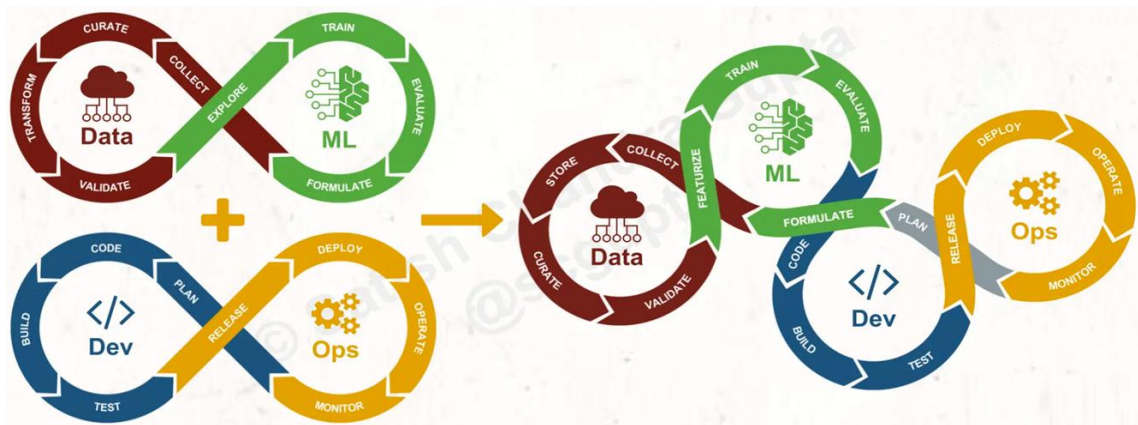 CURATE
COLLECT
TRANSFORM
VALIDATE
Data
TRAIN
EXPLORE
EVALUATE
FORMULATE
ML
CODE
PLAN
BUILD
TEST
Dev
DEPLOY
RELEASE
OPERATE
MONITOR
Ops
STORE
COLLECT
CURATE
VALIDATE
Data
FEATURIZE
TRAIN
EVALUATE
FORMULATE
ML
CODE
BUILD
TEST
Dev
PLAN
RELEASE
DEPLOY
OPERATE
MONITOR
Ops